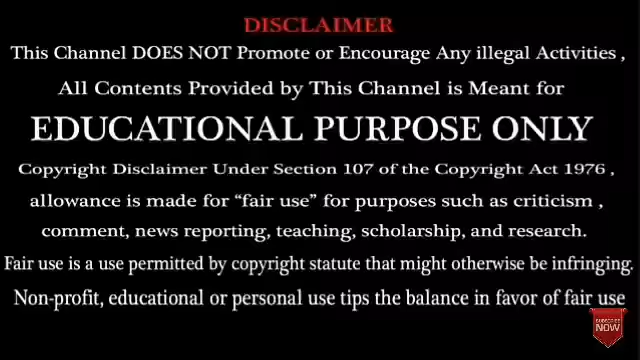 DISCLAIMER
This Channel DOES NOT Promote or Encourage Any illegal Activities ,
All Contents Provided by This Channel is Meant for
EDUCATIONAL PURPOSE ONLY
Copyright Disclaimer Under Section 107 of the Copyright Act 1976 ,
allowance is made for “fair use” for purposes such as criticism ,
comment, news reporting, teaching, scholarship, and research.
Fair use is a use permitted by copyright statute that might otherwise be infringing.
Non-profit, educational or personal use tips the balance in favor of fair use
SUBSCRIBE
NOW